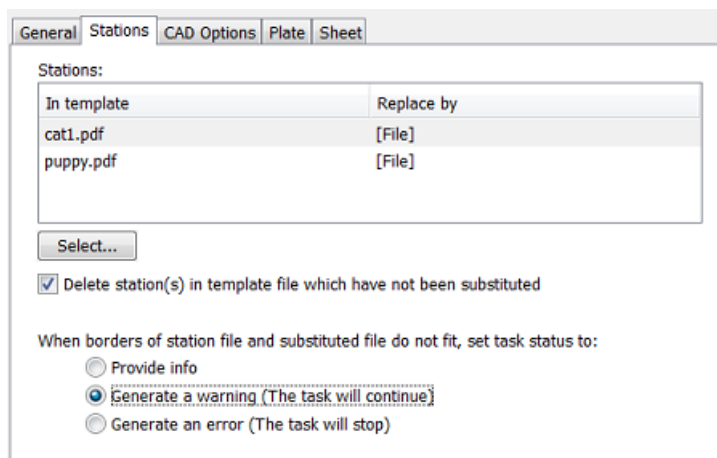 General Stations CAD Options Plate Sheet
Stations:
In template Replace by
cat1.pdf [File]
puppy.pdf [File]
Select...
Delete station(s) in template file which have not been substituted
When borders of station file and substituted file do not fit, set task status to:
Provide info
Generate a warning (The task will continue)
Generate an error (The task will stop)